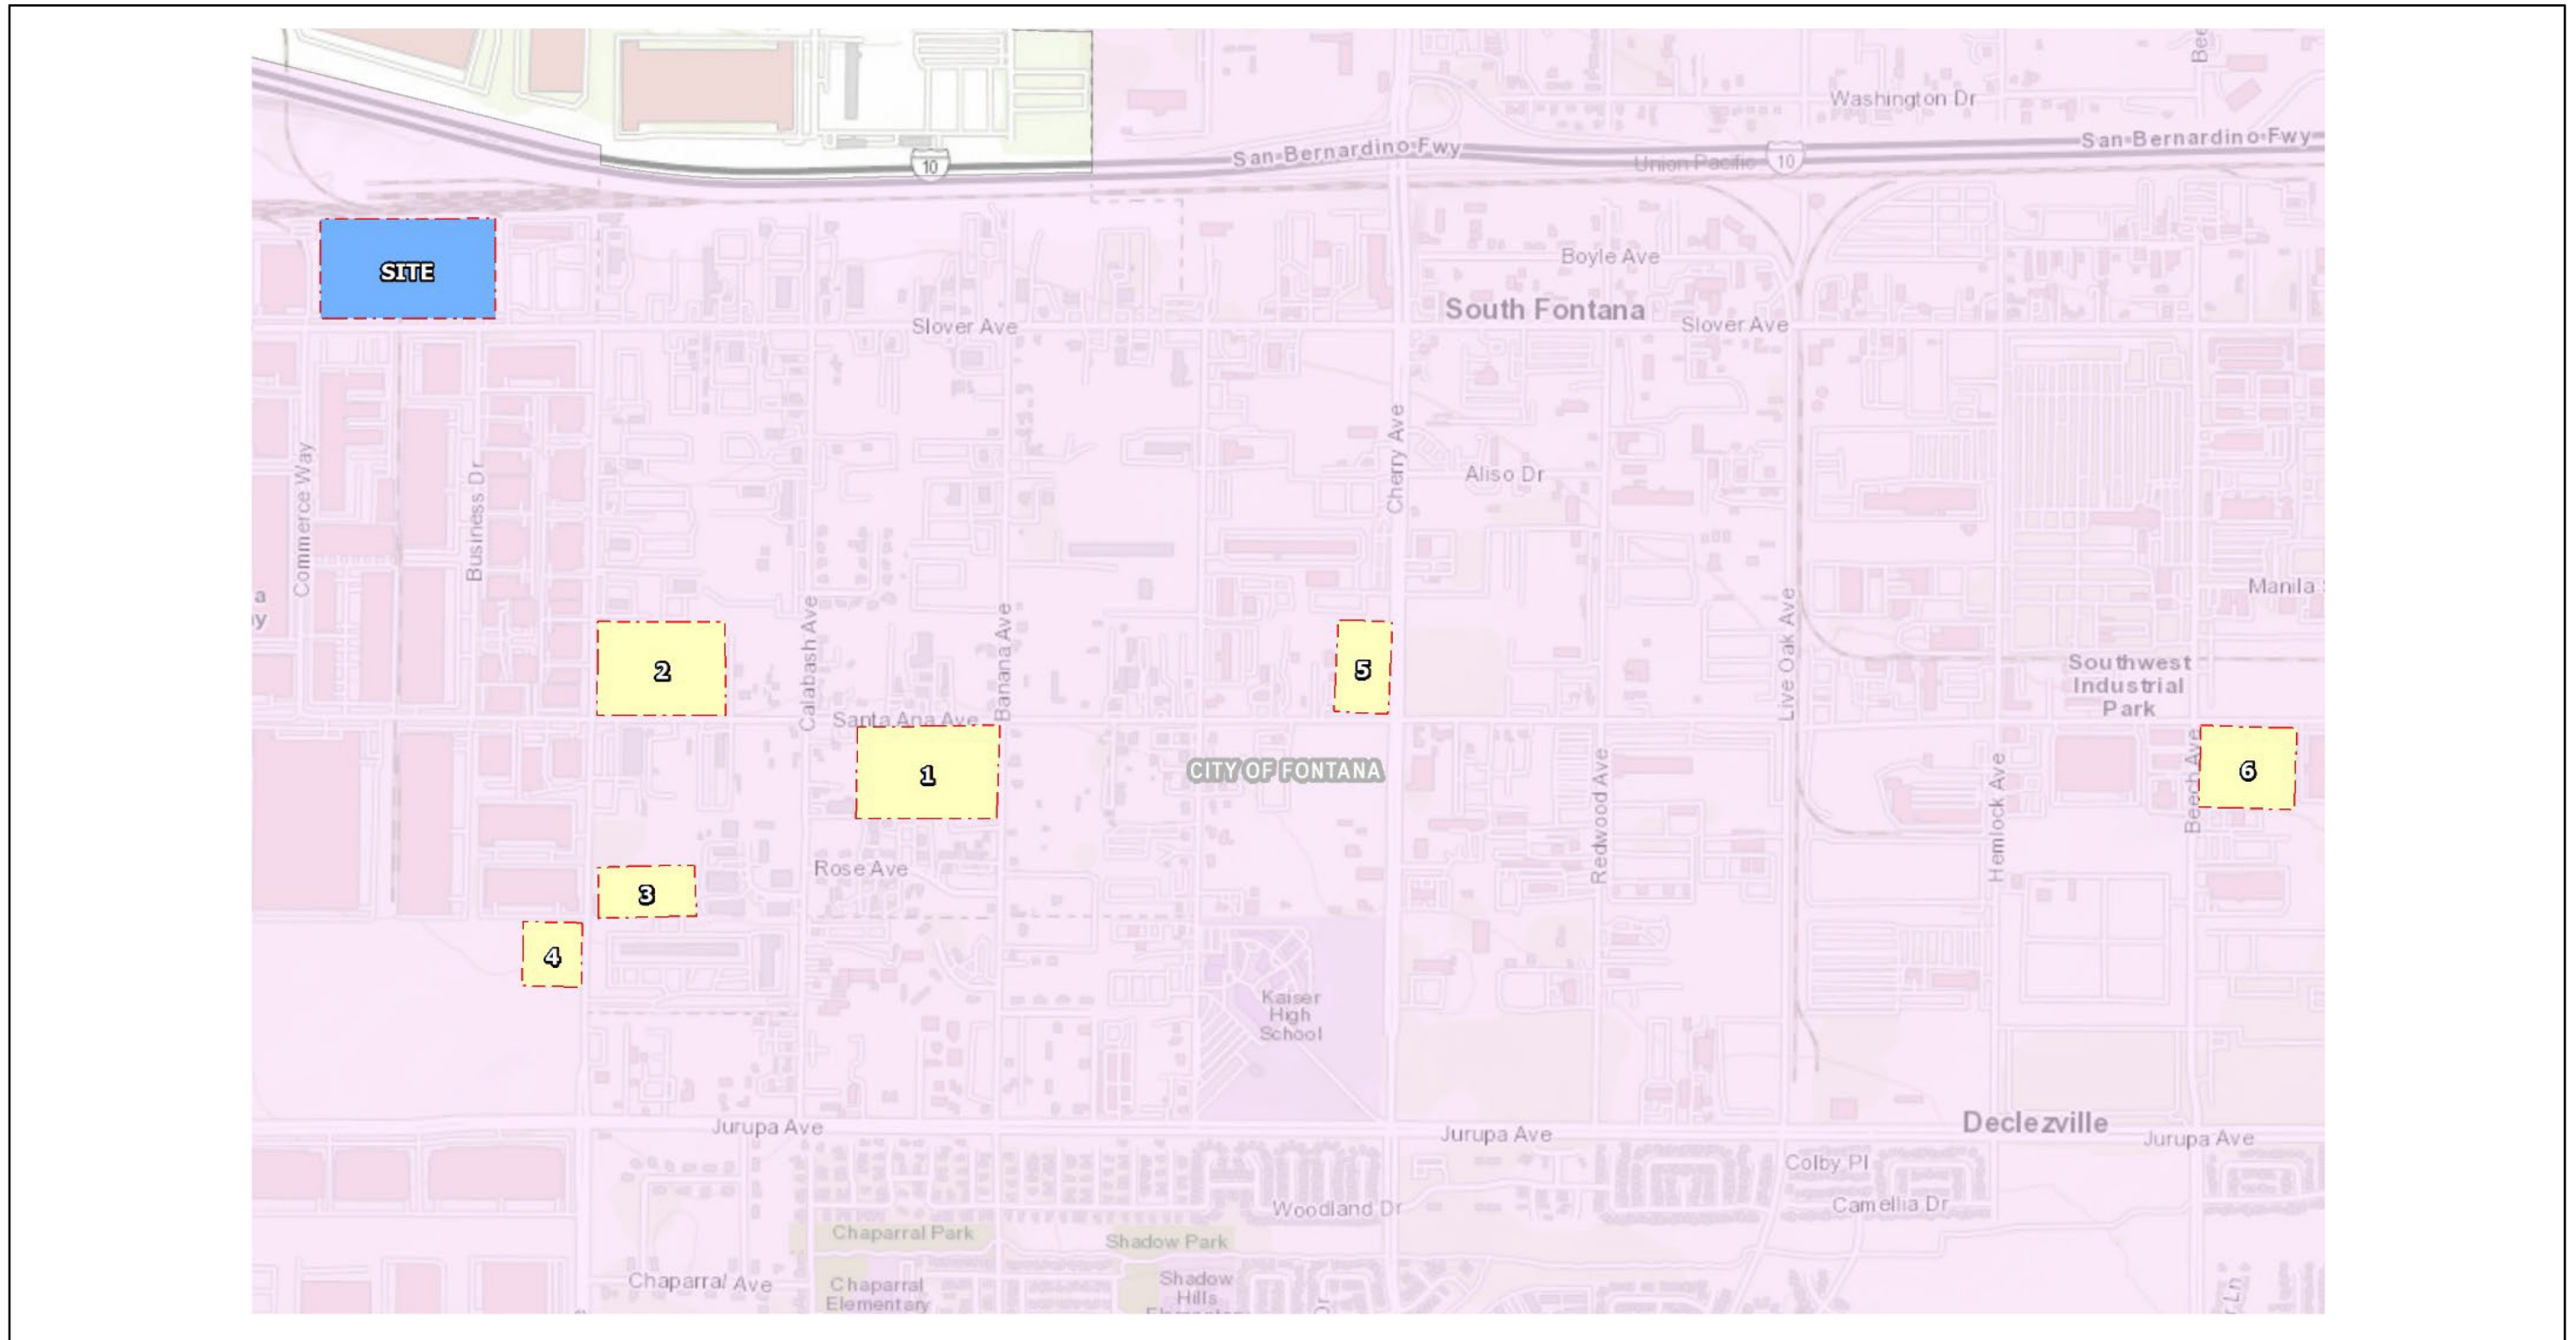 Washington Dr
San Bernardino Fwy
San Bernardino Fwy
10
Union Pacific
10
SITE
Boyle Ave
South Fontana
Slover Ave
Slover Ave
Commerce Way
Business Dr
Cherry Ave
Aliso Dr
Manila
Calabash Ave
Banana Ave
Live Oak Ave
2
5
Southwest
Industrial
Park
Santa Ana Ave
1
CITY OF FONTANA
Redwood Ave
Hemlock Ave
Beech Ave
6
Rose Ave
3
4
Kaiser
High
School
Jurupa Ave
Jurupa Ave
Declezville
Jurupa Ave
Colby Pl
Woodland Dr
Camellia Dr
Chaparral Park
Shadow Park
Chaparral Ave
Chaparral
Elementary
Shadow
Hills